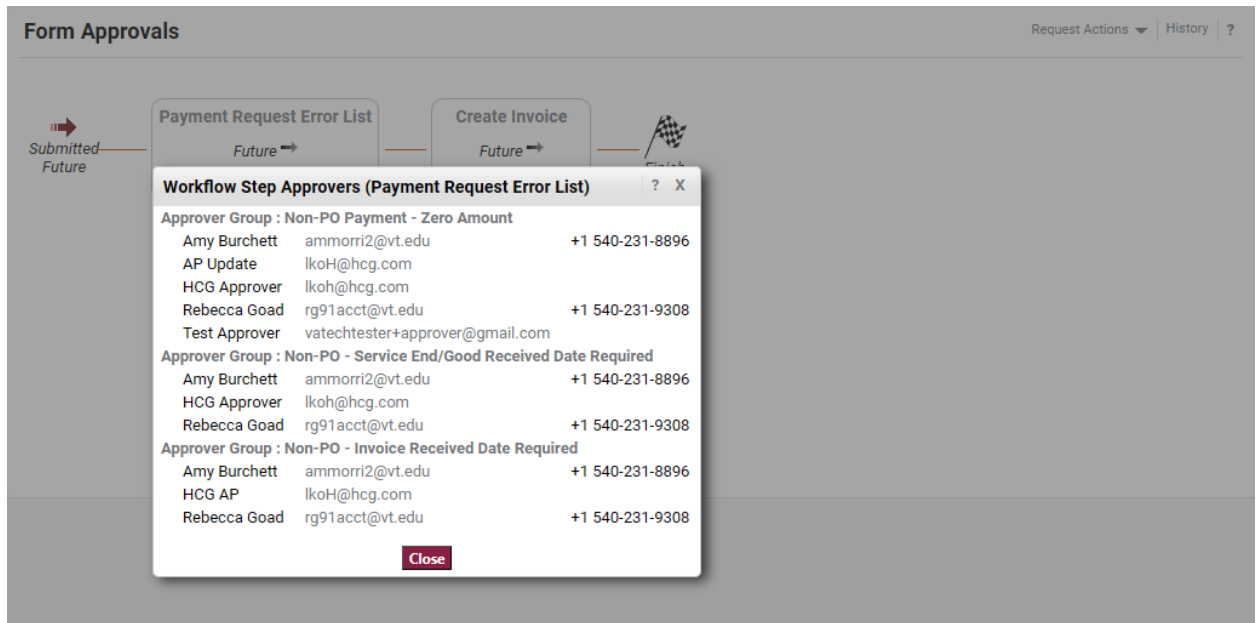 Form Approvals
Request Actions History ?
Payment Request Error List
Create Invoice
Submitted
Future
Future
Future
Finish
Workflow Step Approvers (Payment Request Error List) ? X
Approver Group : Non-PO Payment - Zero Amount
Amy Burchett ammorri2@vt.edu +1 540-231-8896
AP Update lkoH@hcg.com
HCG Approver lkoh@hcg.com
Rebecca Goad rg91acct@vt.edu +1 540-231-9308
Test Approver vatechtester+approver@gmail.com
Approver Group : Non-PO - Service End/Good Received Date Required
Amy Burchett ammorri2@vt.edu +1 540-231-8896
HCG Approver lkoh@hcg.com
Rebecca Goad rg91acct@vt.edu +1 540-231-9308
Approver Group : Non-PO - Invoice Received Date Required
Amy Burchett ammorri2@vt.edu +1 540-231-8896
HCG AP lkoH@hcg.com
Rebecca Goad rg91acct@vt.edu +1 540-231-9308
Close